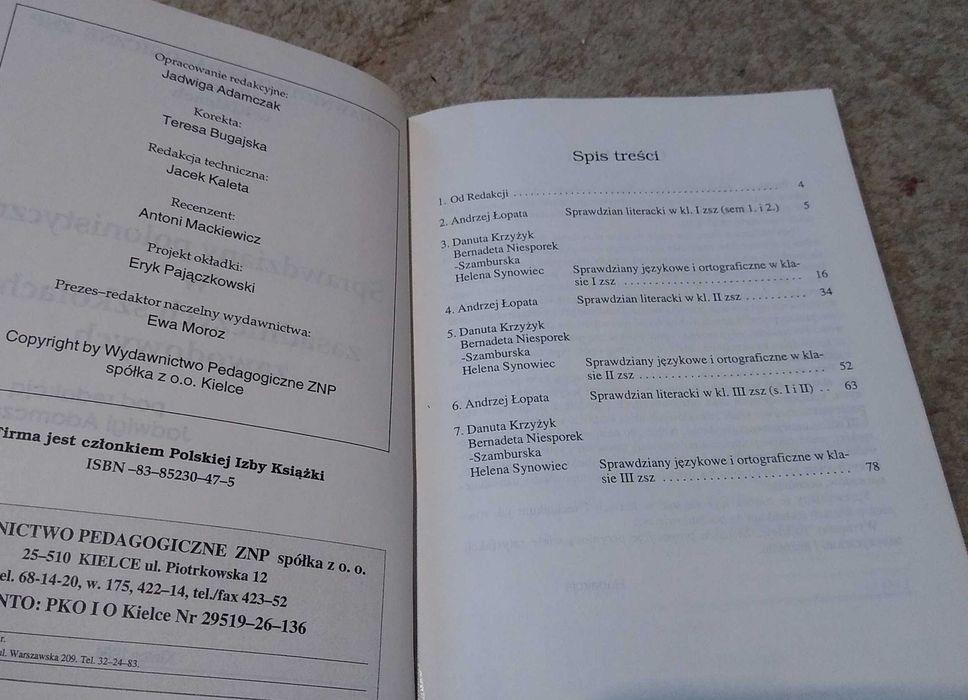 Opracowanie redakcyjne:
Jadwiga Adamczak
Korekta:
Teresa Bugajska
Redakcja techniczna:
Jacek Kaleta
Recenzent:
Antoni Mackiewicz
Projekt okładki:
Eryk Pajączkowski
Prezes–redaktor naczelny wydawnictwa:
Ewa Moroz
Copyright by Wydawnictwo Pedagogiczne ZNP
spółka z o.o. Kielce
Firma jest członkiem Polskiej Izby Książki
ISBN –83–85230–47–5
NICTWO PEDAGOGICZNE ZNP spółka z o. o.
25–510 KIELCE ul. Piotrkowska 12
el. 68-14-20, w. 175, 422–14, tel./fax 423–52
NTO: PKO I O Kielce Nr 29519–26–136
r.
ul. Warszawska 209. Tel. 32–24–83.
Spis treści
1. Od Redakcji . . . . . . . . . . . . . . . . . . . . . . . . . . . . . . . . . . . . . . . . 4
2. Andrzej Łopata Sprawdzian literacki w kl. I zsz (sem 1. i 2.) 5
3. Danuta Krzyżyk
Bernadeta Niesporek
-Szamburska
Helena Synowiec Sprawdziany językowe i ortograficzne w kla-
sie I zsz . . . . . . . . . . . . . . . . . . . . . . . . . . . 16
4. Andrzej Łopata Sprawdzian literacki w kl. II zsz . . . . . . . . . . 34
5. Danuta Krzyżyk
Bernadeta Niesporek
-Szamburska
Helena Synowiec Sprawdziany językowe i ortograficzne w kla-
sie II zsz . . . . . . . . . . . . . . . . . . . . . . . . . . . 52
6. Andrzej Łopata Sprawdzian literacki w kl. III zsz (s. I i II) . . 63
7. Danuta Krzyżyk
Bernadeta Niesporek
-Szamburska
Helena Synowiec Sprawdziany językowe i ortograficzne w kla-
sie III zsz . . . . . . . . . . . . . . . . . . . . . . . . . . . 78